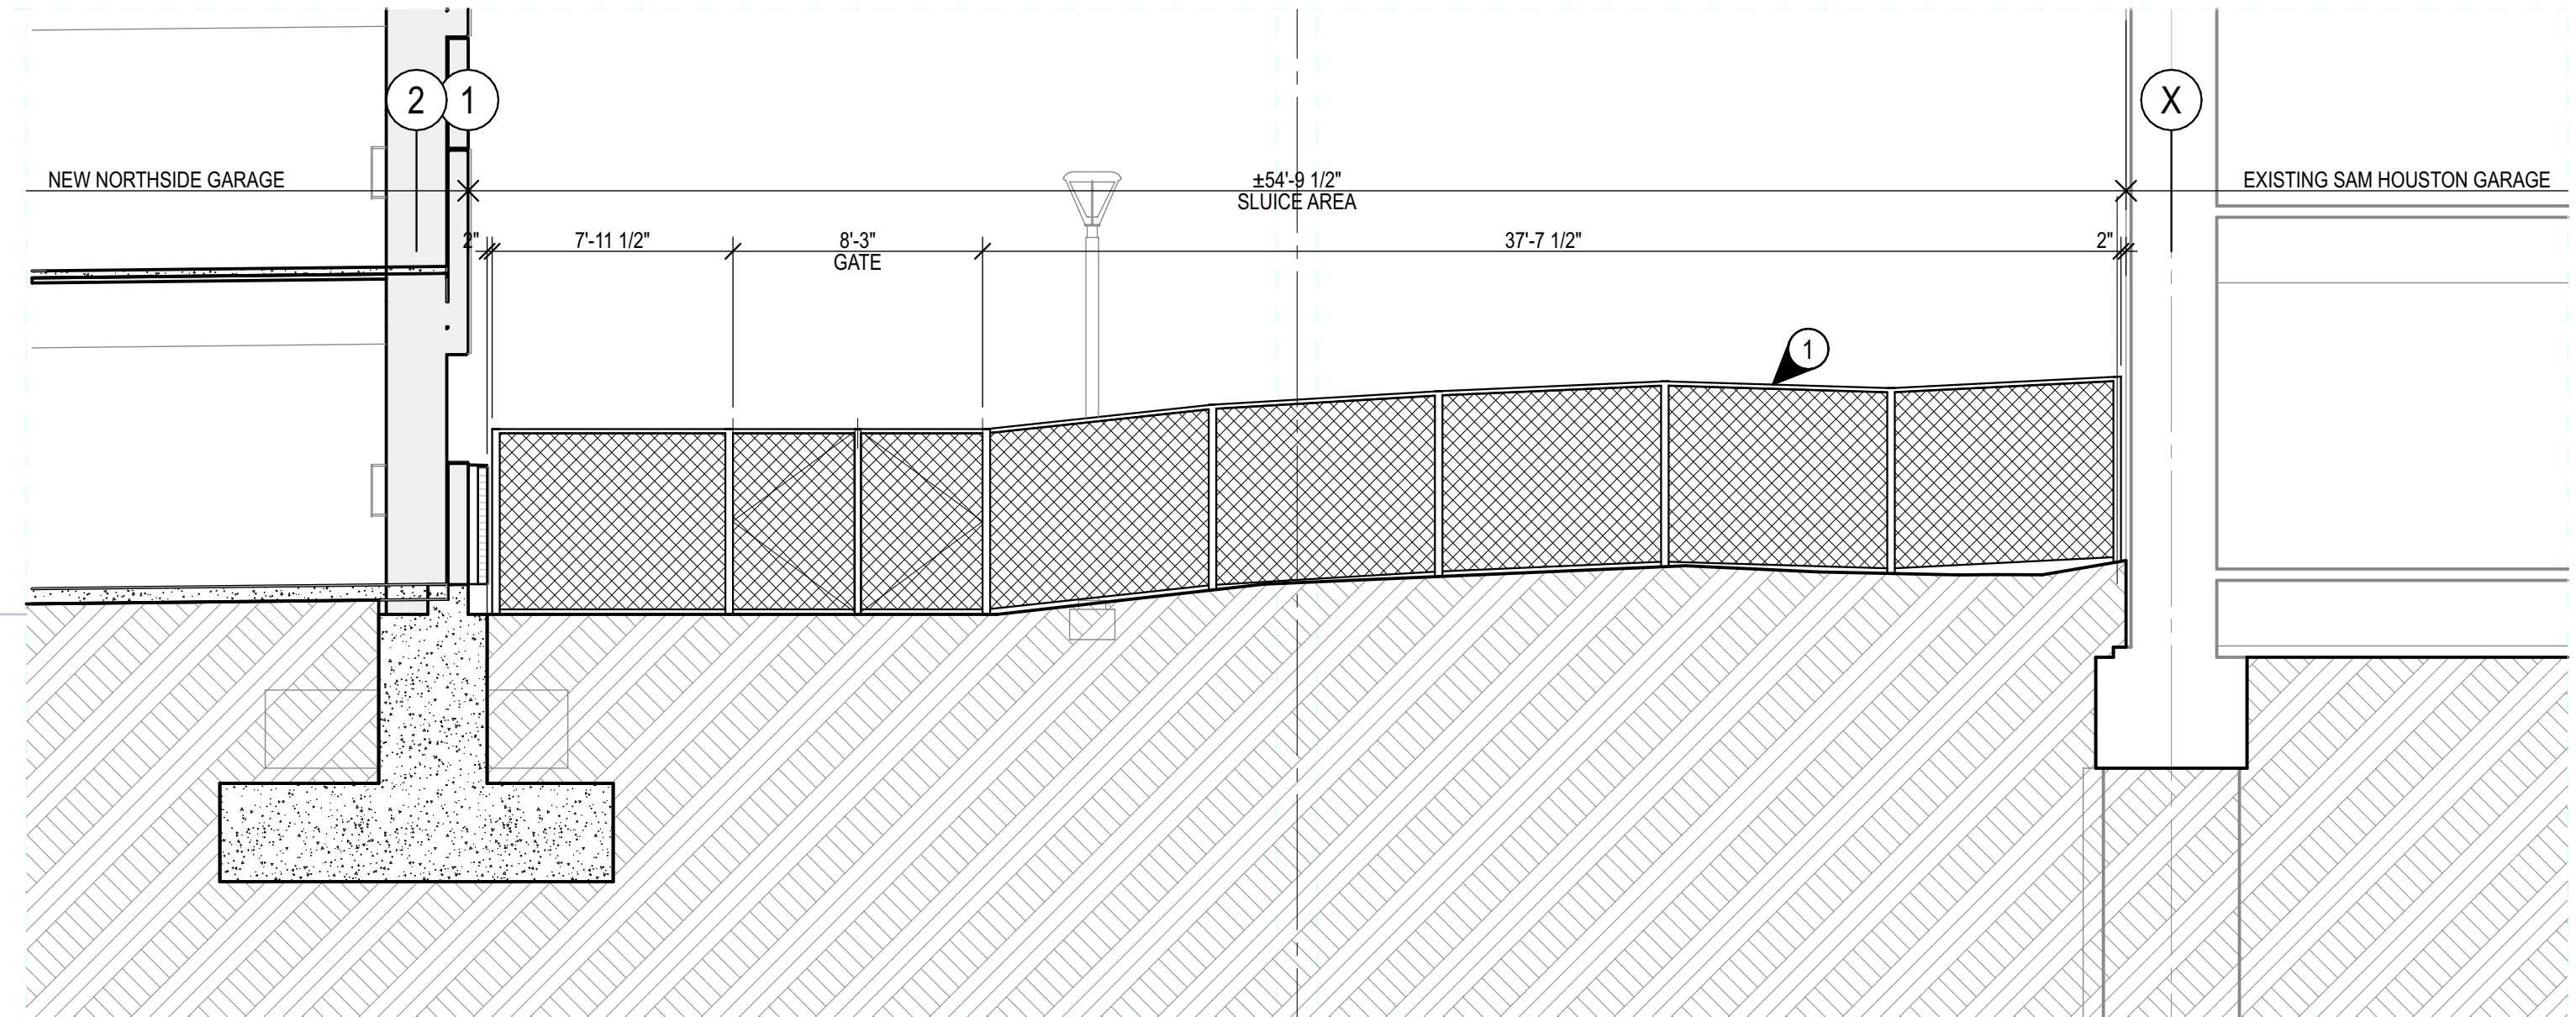 2
1
X
NEW NORTHSIDE GARAGE
±54'-9 1/2"
SLUICE AREA
EXISTING SAM HOUSTON GARAGE
2"
7'-11 1/2"
8'-3"
GATE
37'-7 1/2"
2"
1